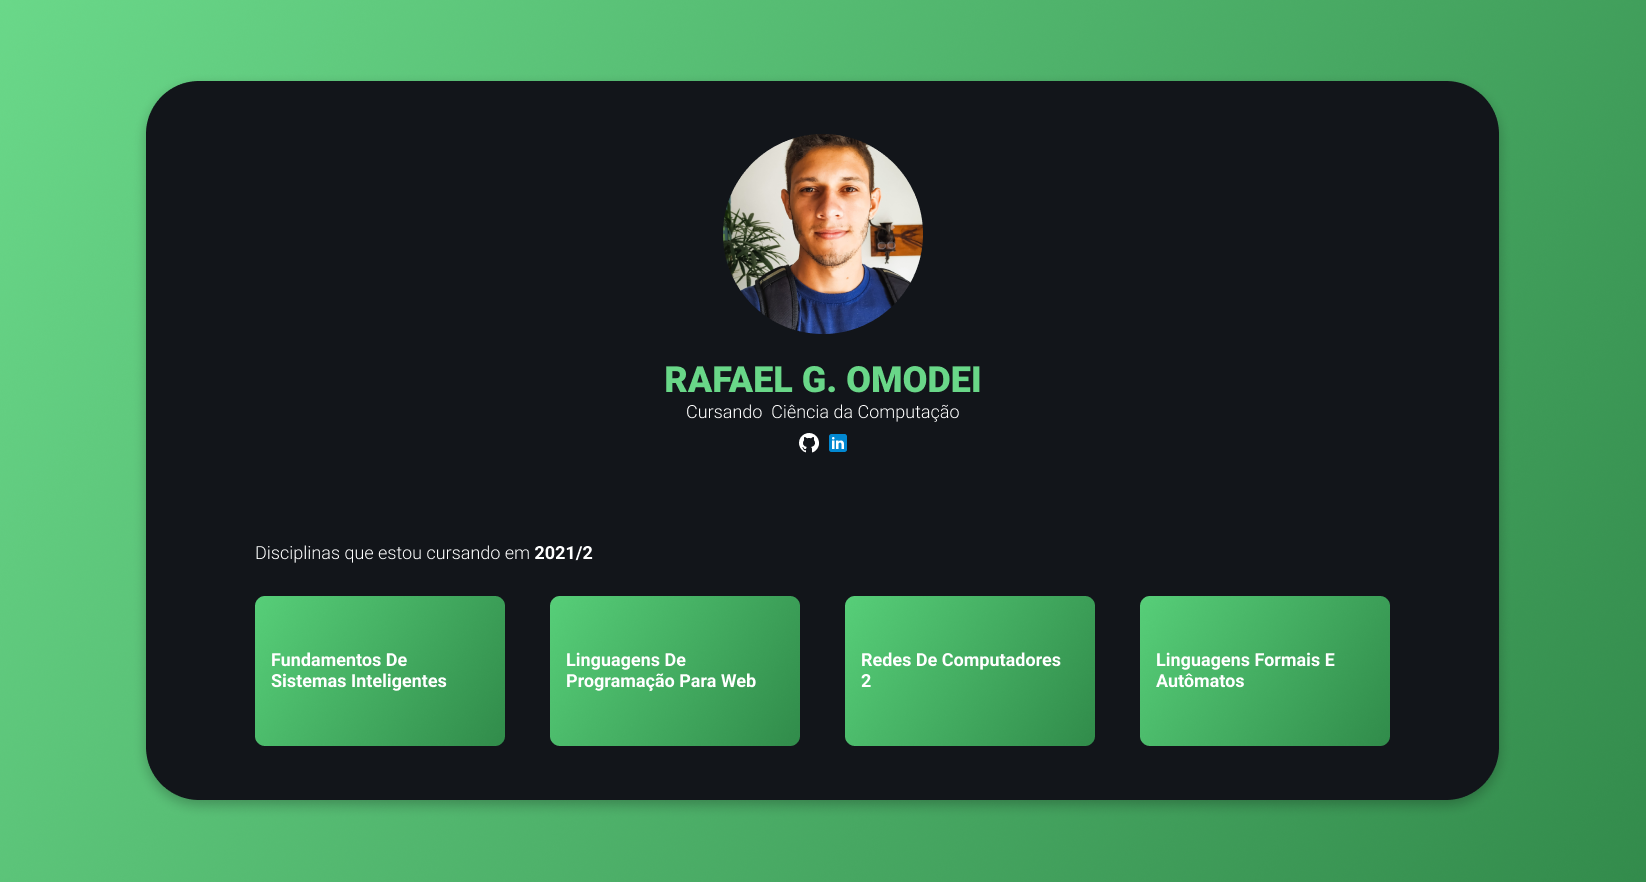 RAFAEL G. OMODEI
Cursando  Ciência da Computação
in
Disciplinas que estou cursando em 2021/2
Fundamentos De
Sistemas Inteligentes
Linguagens De
Programação Para Web
Redes De Computadores
2
Linguagens Formais E
Autômatos